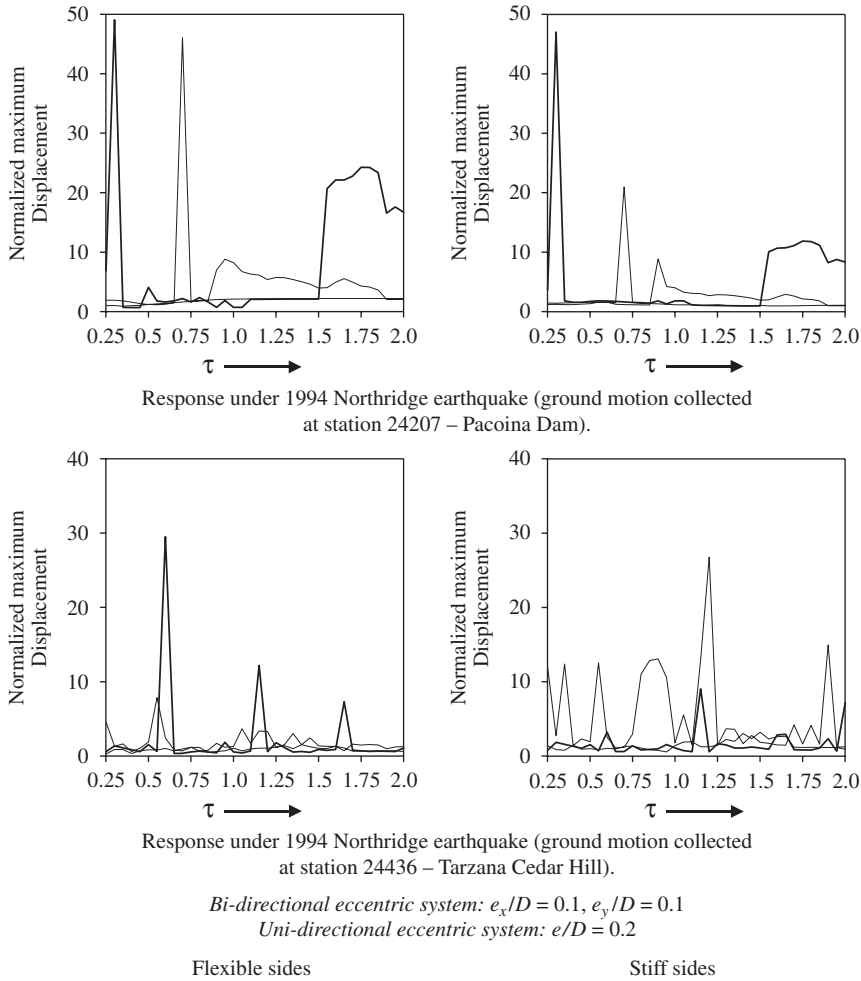 50
40
30
20
10
0
Normalized maximum
Displacement
0.25 0.5 0.75 1.0 1.25 1.5 1.75 2.0
τ
50
40
30
20
10
0
Normalized maximum
Displacement
0.25 0.5 0.75 1.0 1.25 1.5 1.75 2.0
τ
Response under 1994 Northridge earthquake (ground motion collected
at station 24207 – Pacoina Dam).
40
30
20
10
0
Normalized maximum
Displacement
0.25 0.5 0.75 1.0 1.25 1.5 1.75 2.0
τ
40
30
20
10
0
Normalized maximum
Displacement
0.25 0.5 0.75 1.0 1.25 1.5 1.75 2.0
τ
Response under 1994 Northridge earthquake (ground motion collected
at station 24436 – Tarzana Cedar Hill).
Bi-directional eccentric system: eₓ/D = 0.1, e_y/D = 0.1
Uni-directional eccentric system: e/D = 0.2
Flexible sides
Stiff sides